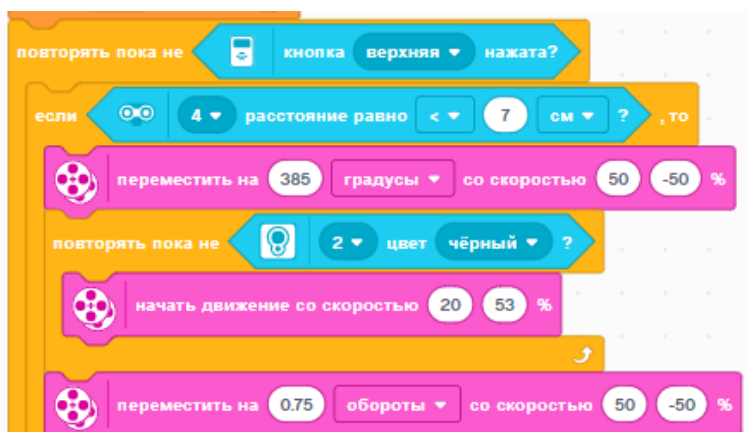 повторять пока не кнопка верхняя нажата?
если 4 расстояние равно < 7 см ? , то
переместить на 385 градусы со скоростью 50 -50 %
повторять пока не 2 цвет чёрный ?
начать движение со скоростью 20 53 %
переместить на 0.75 обороты со скоростью 50 -50 %